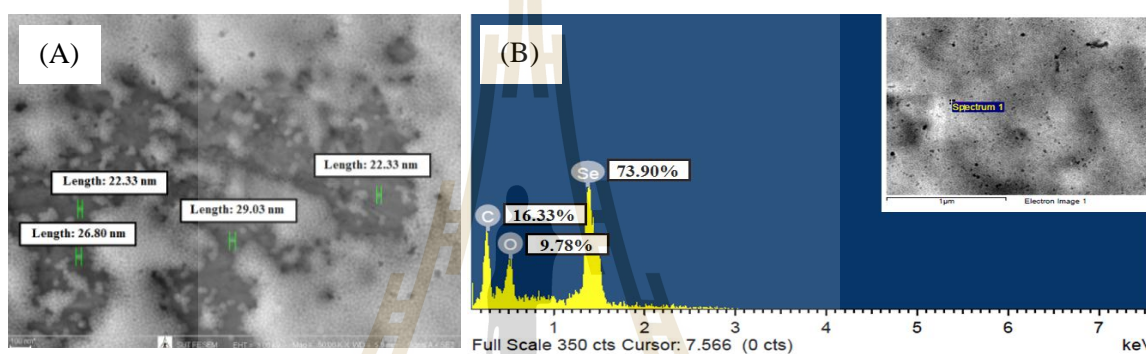 (A)
Length: 22.33 nm
Length: 22.33 nm
Length: 29.03 nm
Length: 26.80 nm
(B)
Spectrum 1
1µm Electron Image 1
Se 73.90%
C 16.33%
O 9.78%
1 2 3 4 5 6 7
Full Scale 350 cts Cursor: 7.566 (0 cts) ke